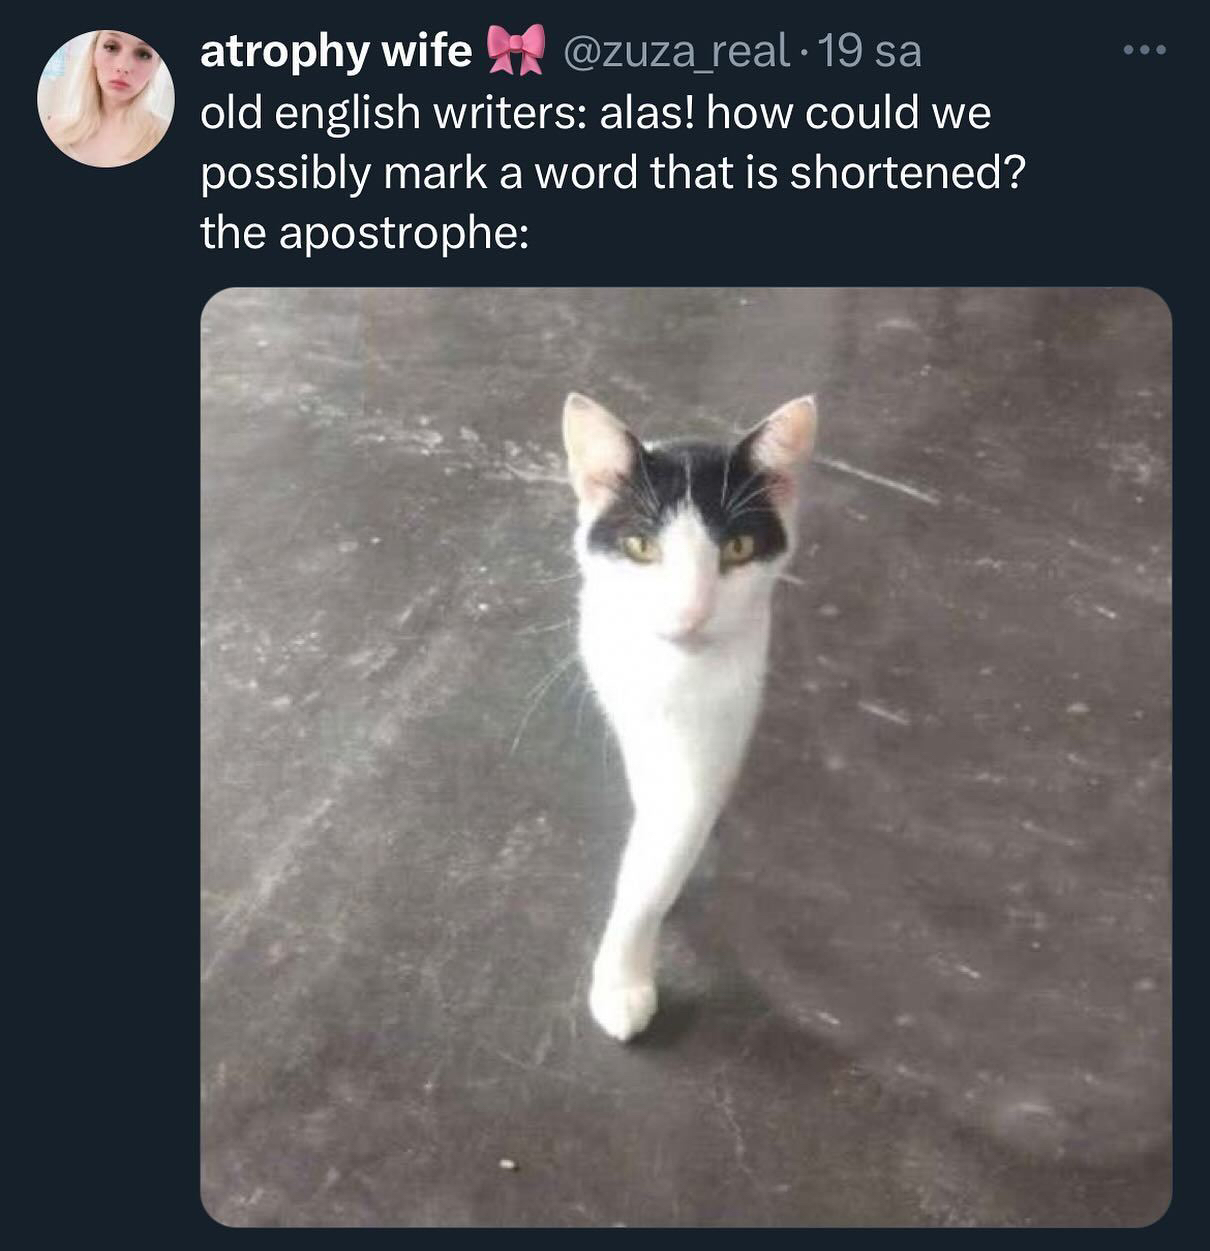 atrophy wife 🎀 @zuza_real · 19 sa
old english writers: alas! how could we
possibly mark a word that is shortened?
the apostrophe: